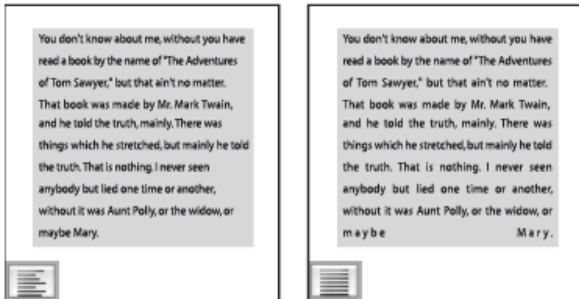 You don't know about me, without you have
read a book by the name of "The Adventures
of Tom Sawyer," but that ain't no matter.
That book was made by Mr. Mark Twain,
and he told the truth, mainly. There was
things which he stretched, but mainly he told
the truth. That is nothing. I never seen
anybody but lied one time or another,
without it was Aunt Polly, or the widow, or
maybe Mary.
You don't know about me, without you have
read a book by the name of "The Adventures
of Tom Sawyer," but that ain't no matter.
That book was made by Mr. Mark Twain,
and he told the truth, mainly. There was
things which he stretched, but mainly he told
the truth. That is nothing. I never seen
anybody but lied one time or another,
without it was Aunt Polly, or the widow, or
maybe Mary.